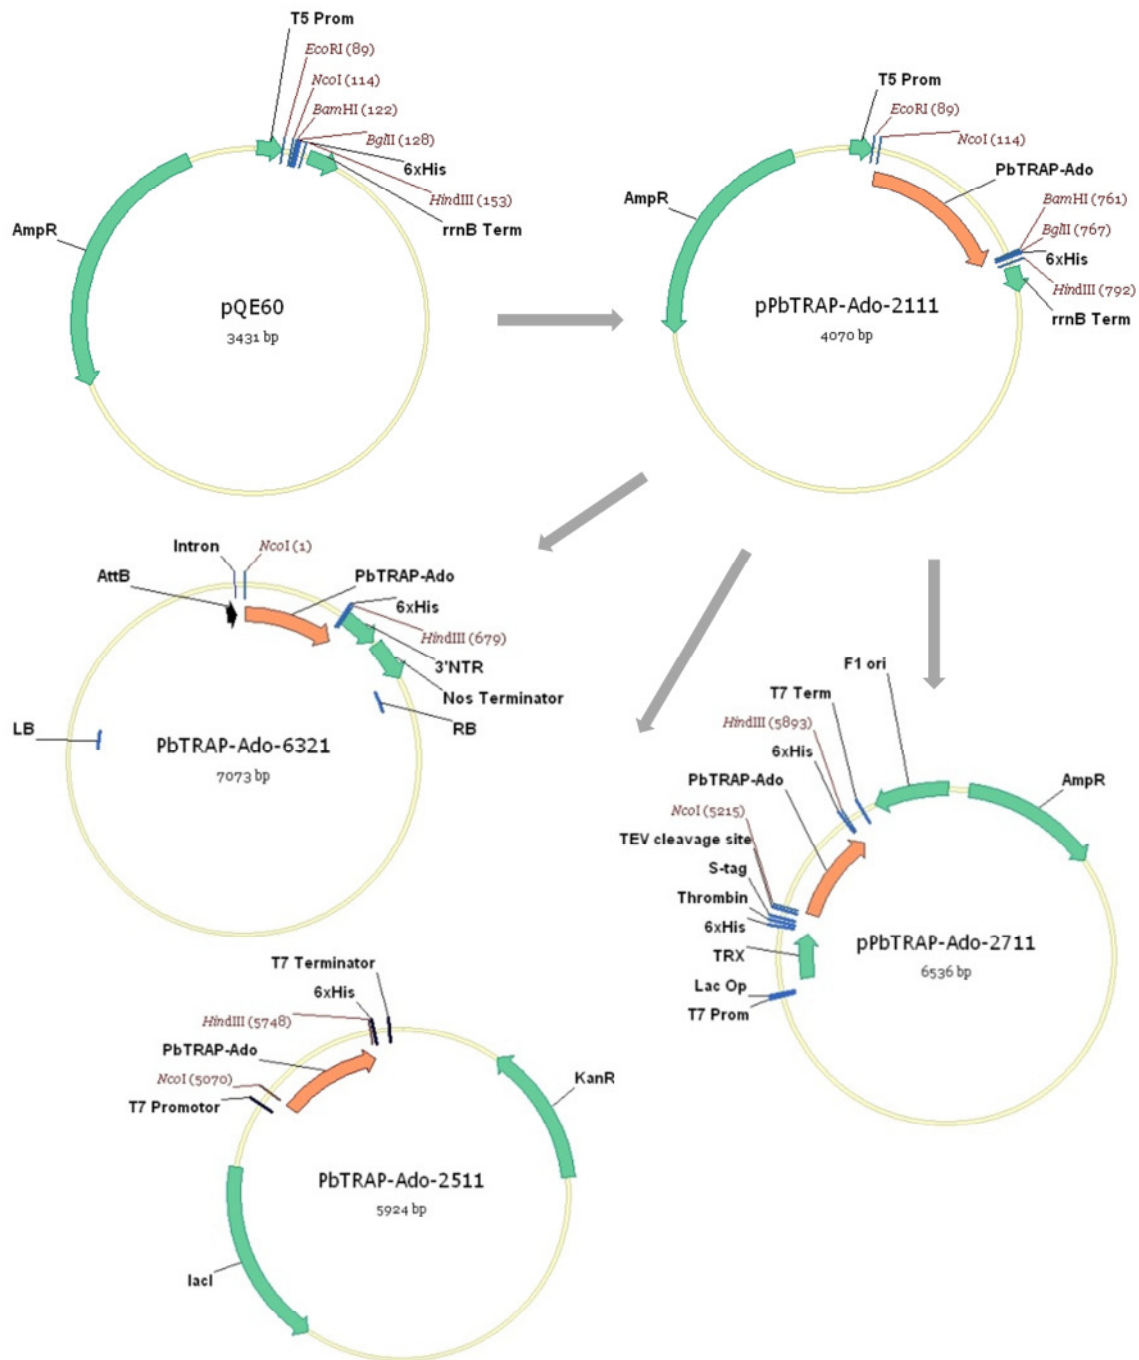 T5 Prom
EcoRI (89)
NcoI (114)
BamHI (122)
BglII (128)
6xHis
HindIII (153)
rrnB Term
AmpR
pQE60
3431 bp
T5 Prom
EcoRI (89)
NcoI (114)
PbTRAP-Ado
BamHI (761)
BglII (767)
6xHis
HindIII (792)
rrnB Term
AmpR
pPbTRAP-Ado-2111
4070 bp
Intron
NcoI (1)
AttB
PbTRAP-Ado
6xHis
HindIII (679)
3'NTR
Nos Terminator
RB
LB
PbTRAP-Ado-6321
7073 bp
F1 ori
T7 Term
HindIII (5893)
6xHis
PbTRAP-Ado
AmpR
NcoI (5215)
TEV cleavage site
S-tag
Thrombin
6xHis
TRX
Lac Op
T7 Prom
pPbTRAP-Ado-2711
6536 bp
T7 Terminator
6xHis
HindIII (5748)
PbTRAP-Ado
NcoI (5070)
T7 Promotor
KanR
PbTRAP-Ado-2511
5924 bp
lacI